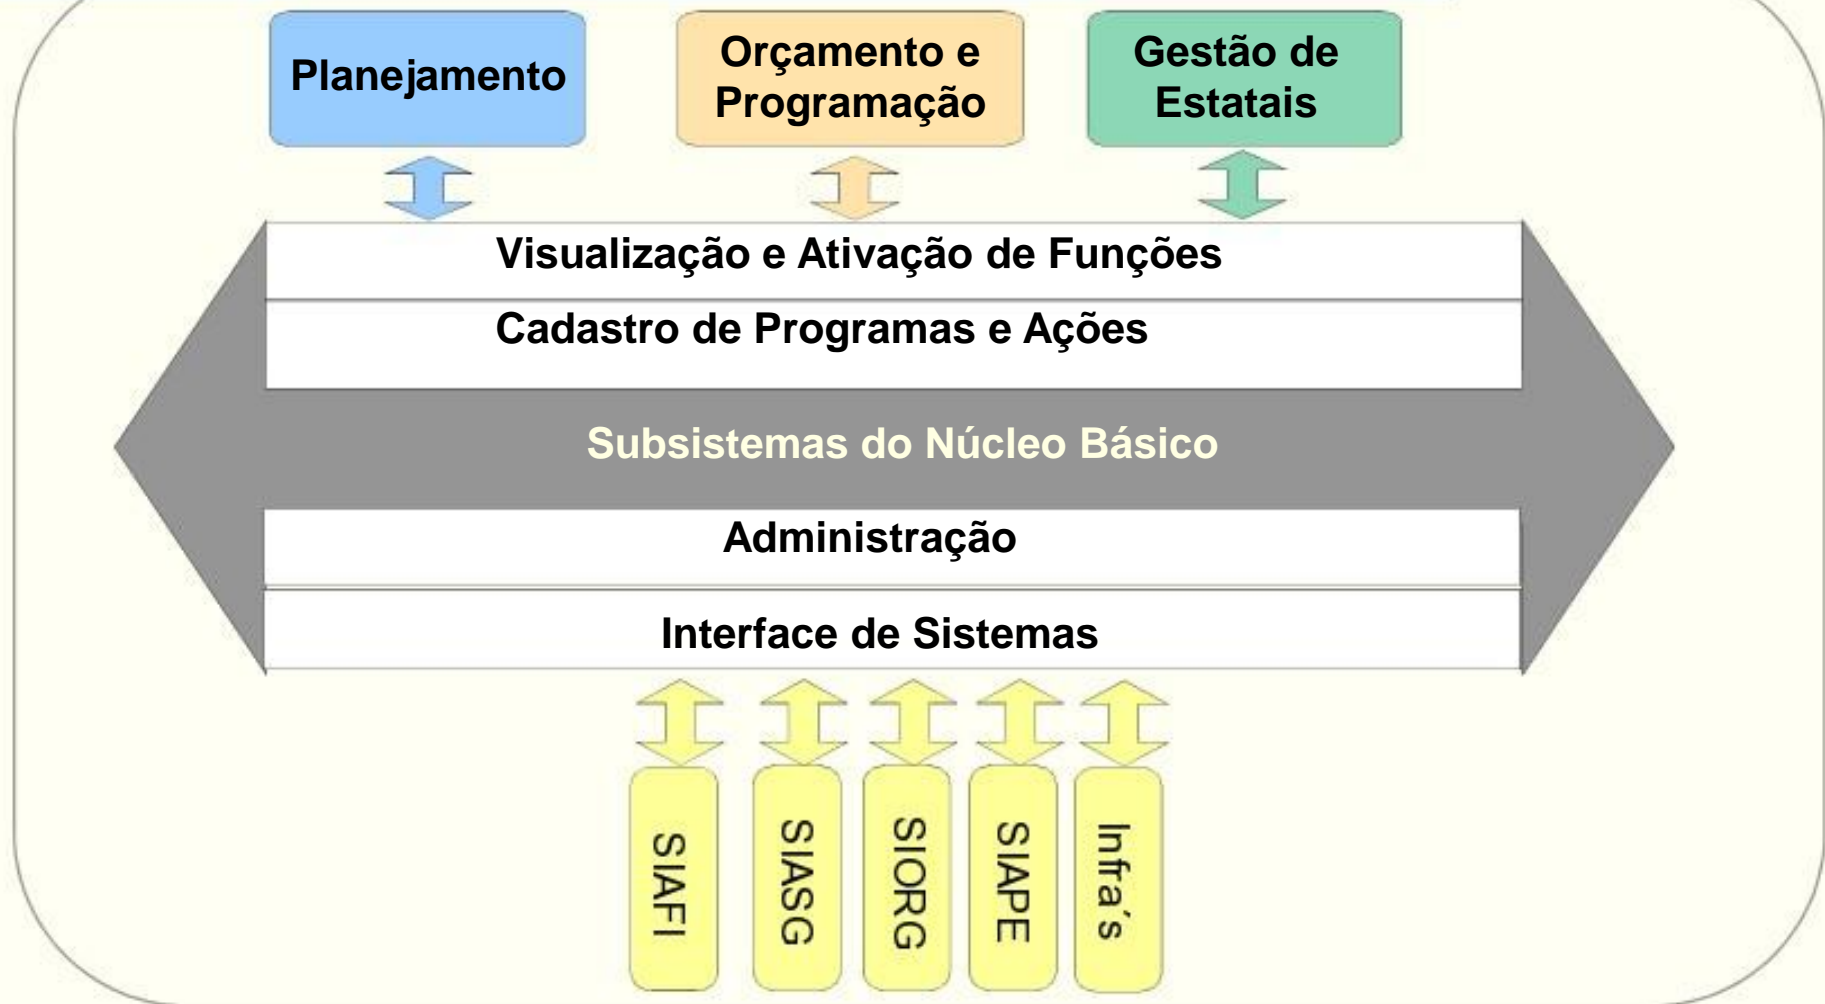 Planejamento
Orçamento e
Programação
Gestão de
Estatais
Visualização e Ativação de Funções
Cadastro de Programas e Ações
Subsistemas do Núcleo Básico
Administração
Interface de Sistemas
SIAFI
SIASG
SIORG
SIAPE
Infra´s